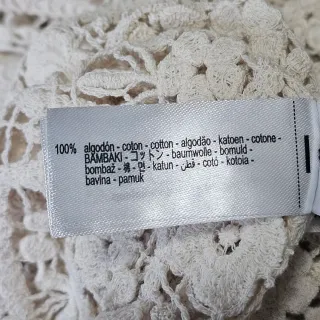 100% algodón - coton - cotton - algodão - katoen - cotone -
BAMBAKI - コットン - baumwolle - bomuld -
bombaž - 棉 - 면 - katun - قطن - cotó - kotoia -
bavlna - pamuk